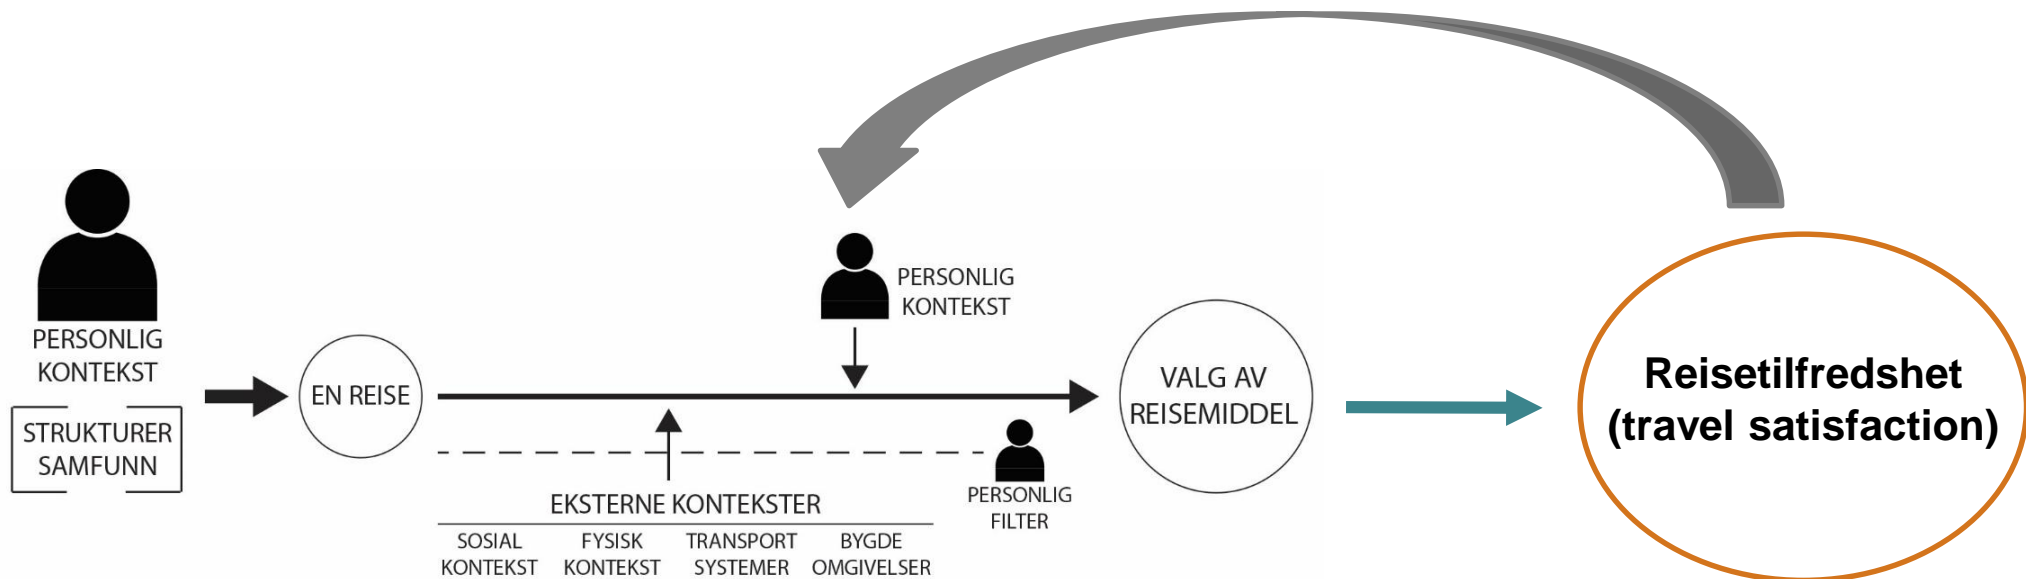 PERSONLIG
KONTEKST
STRUKTURER
SAMFUNN
EN REISE
PERSONLIG
KONTEKST
EKSTERNE KONTEKSTER
SOSIAL
KONTEKST
FYSISK
KONTEKST
TRANSPORT
SYSTEMER
BYGDE
OMGIVELSER
PERSONLIG
FILTER
VALG AV
REISEMIDDEL
Reisetilfredshet
(travel satisfaction)